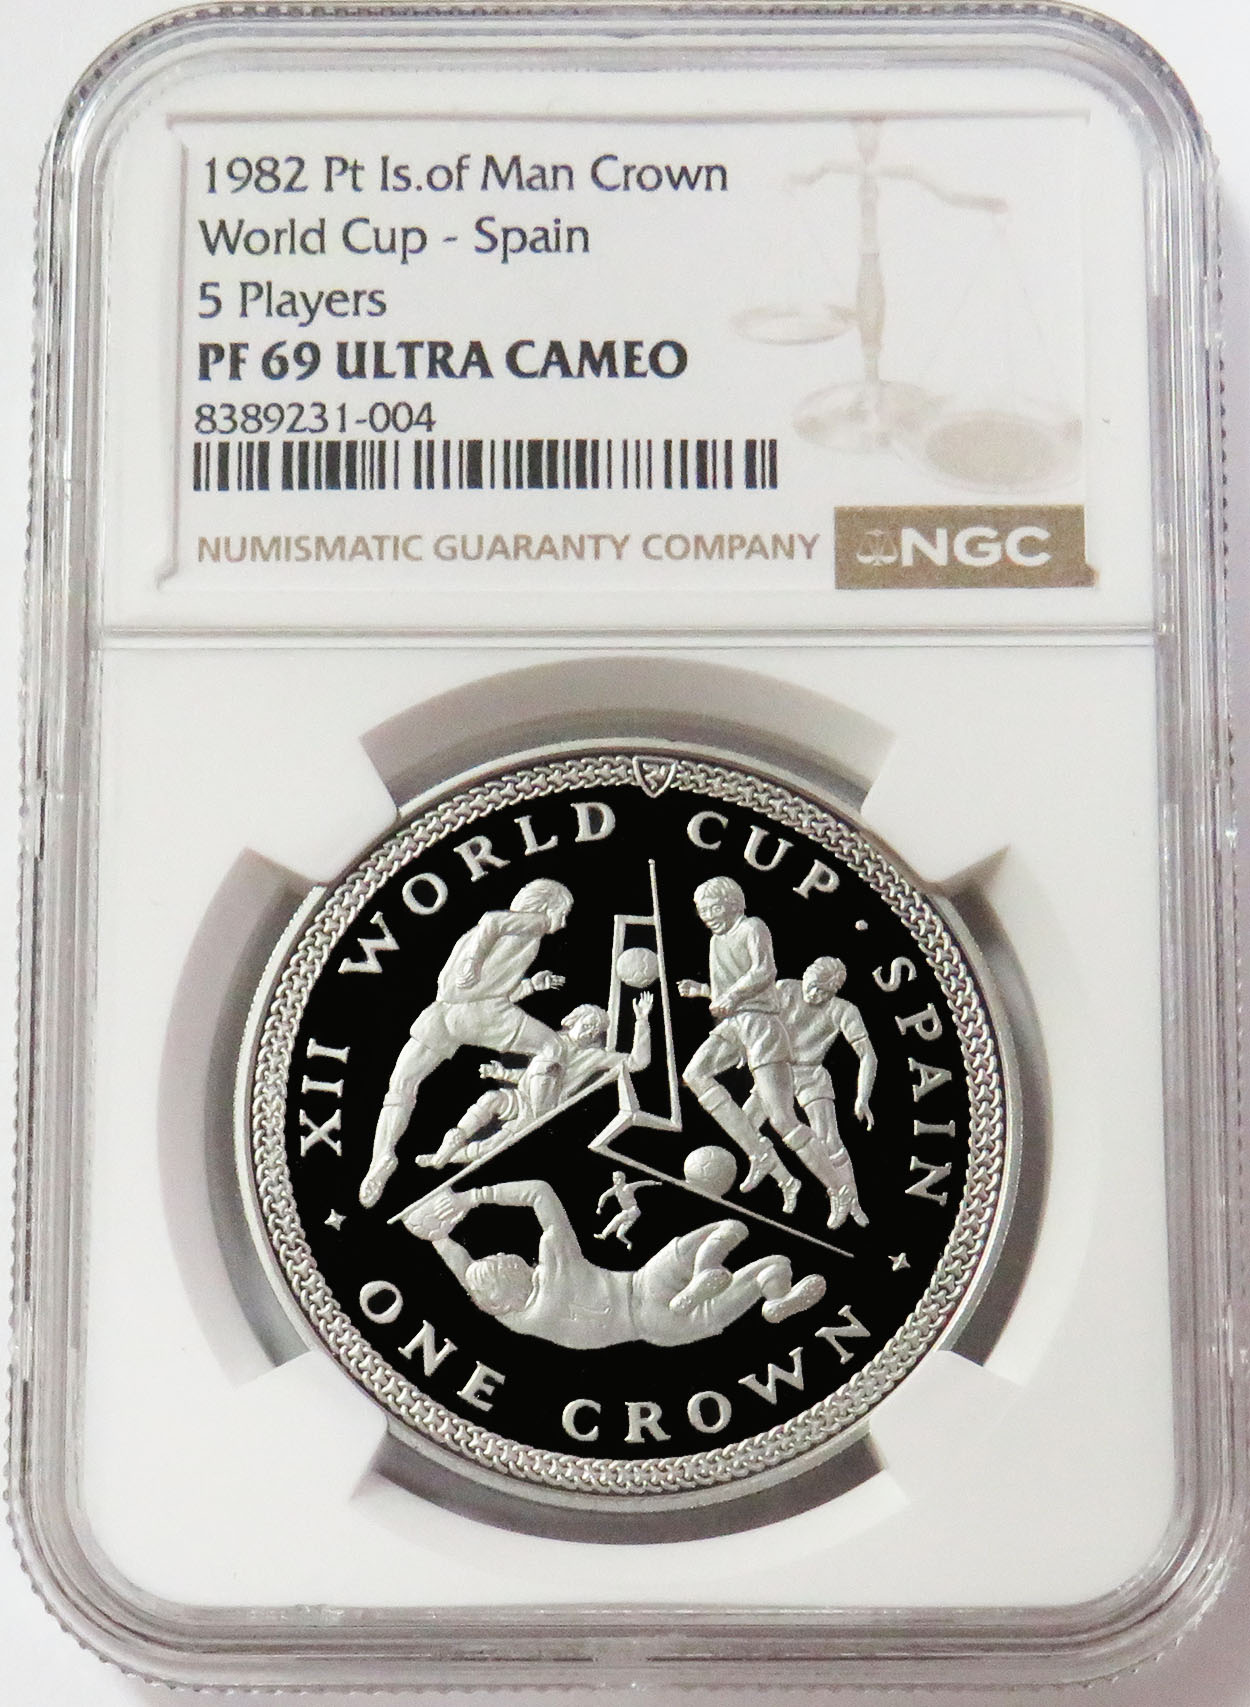 1982 Pt Is.of Man Crown
World Cup - Spain
5 Players
PF 69 ULTRA CAMEO
8389231-004
NUMISMATIC GUARANTY COMPANY
NGC
XII WORLD CUP · SPAIN
ONE CROWN